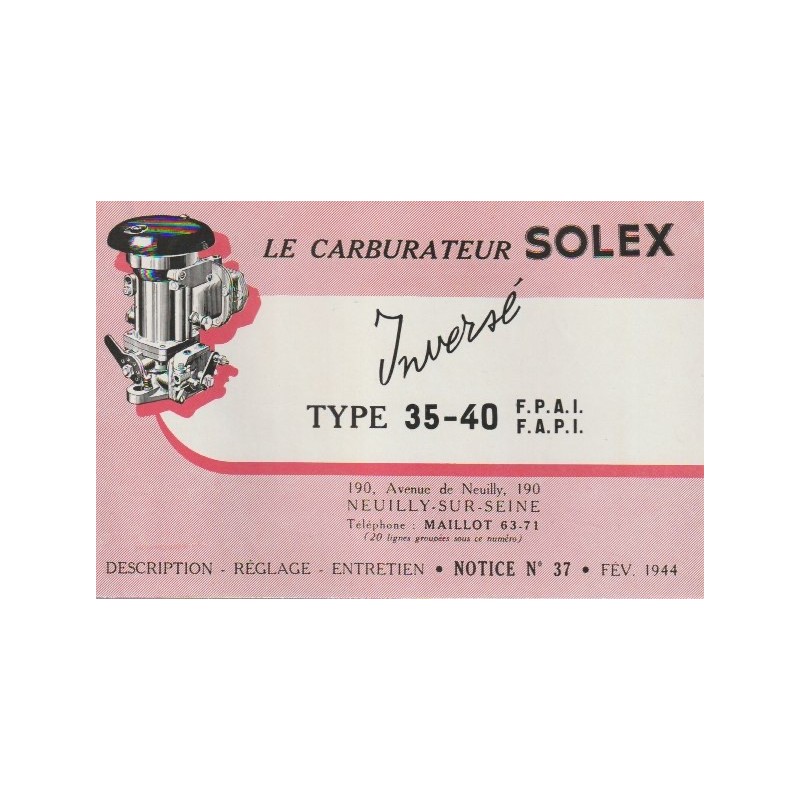 LE CARBURATEUR SOLEX
Inversé
TYPE 35-40 F.P.A.I.
F.A.P.I.
190, Avenue de Neuilly, 190
NEUILLY-SUR-SEINE
Téléphone : MAILLOT 63-71
(20 lignes groupées sous ce numéro)
DESCRIPTION - RÉGLAGE - ENTRETIEN • NOTICE N° 37 • FÉV. 1944